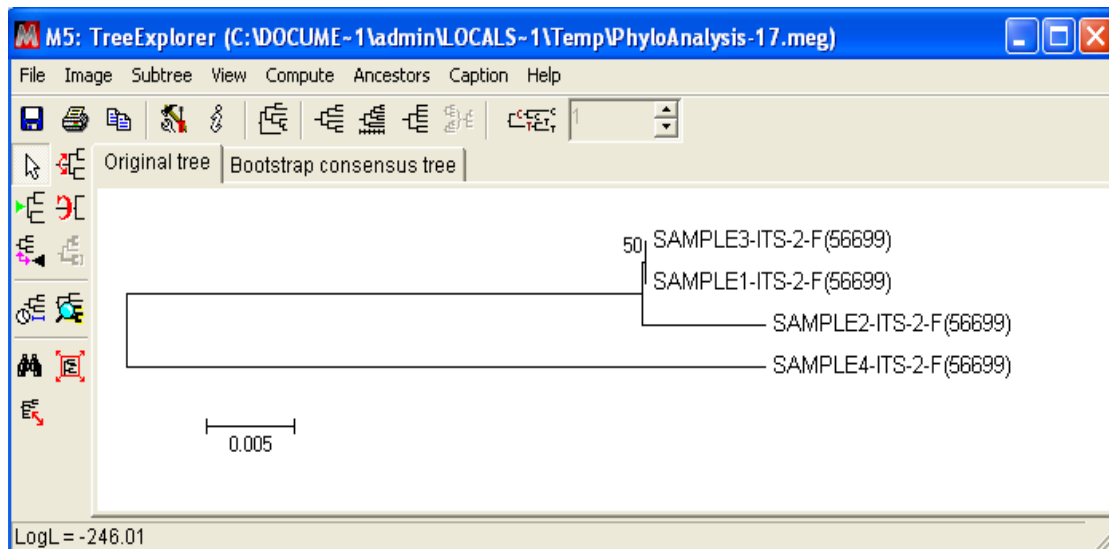 M5: TreeExplorer (C:\DOCUME~1\admin\LOCALS~1\Temp\PhyloAnalysis-17.meg)
File Image Subtree View Compute Ancestors Caption Help
1
Original tree Bootstrap consensus tree
50 SAMPLE3-ITS-2-F(56699)
SAMPLE1-ITS-2-F(56699)
SAMPLE2-ITS-2-F(56699)
SAMPLE4-ITS-2-F(56699)
0.005
LogL = -246.01